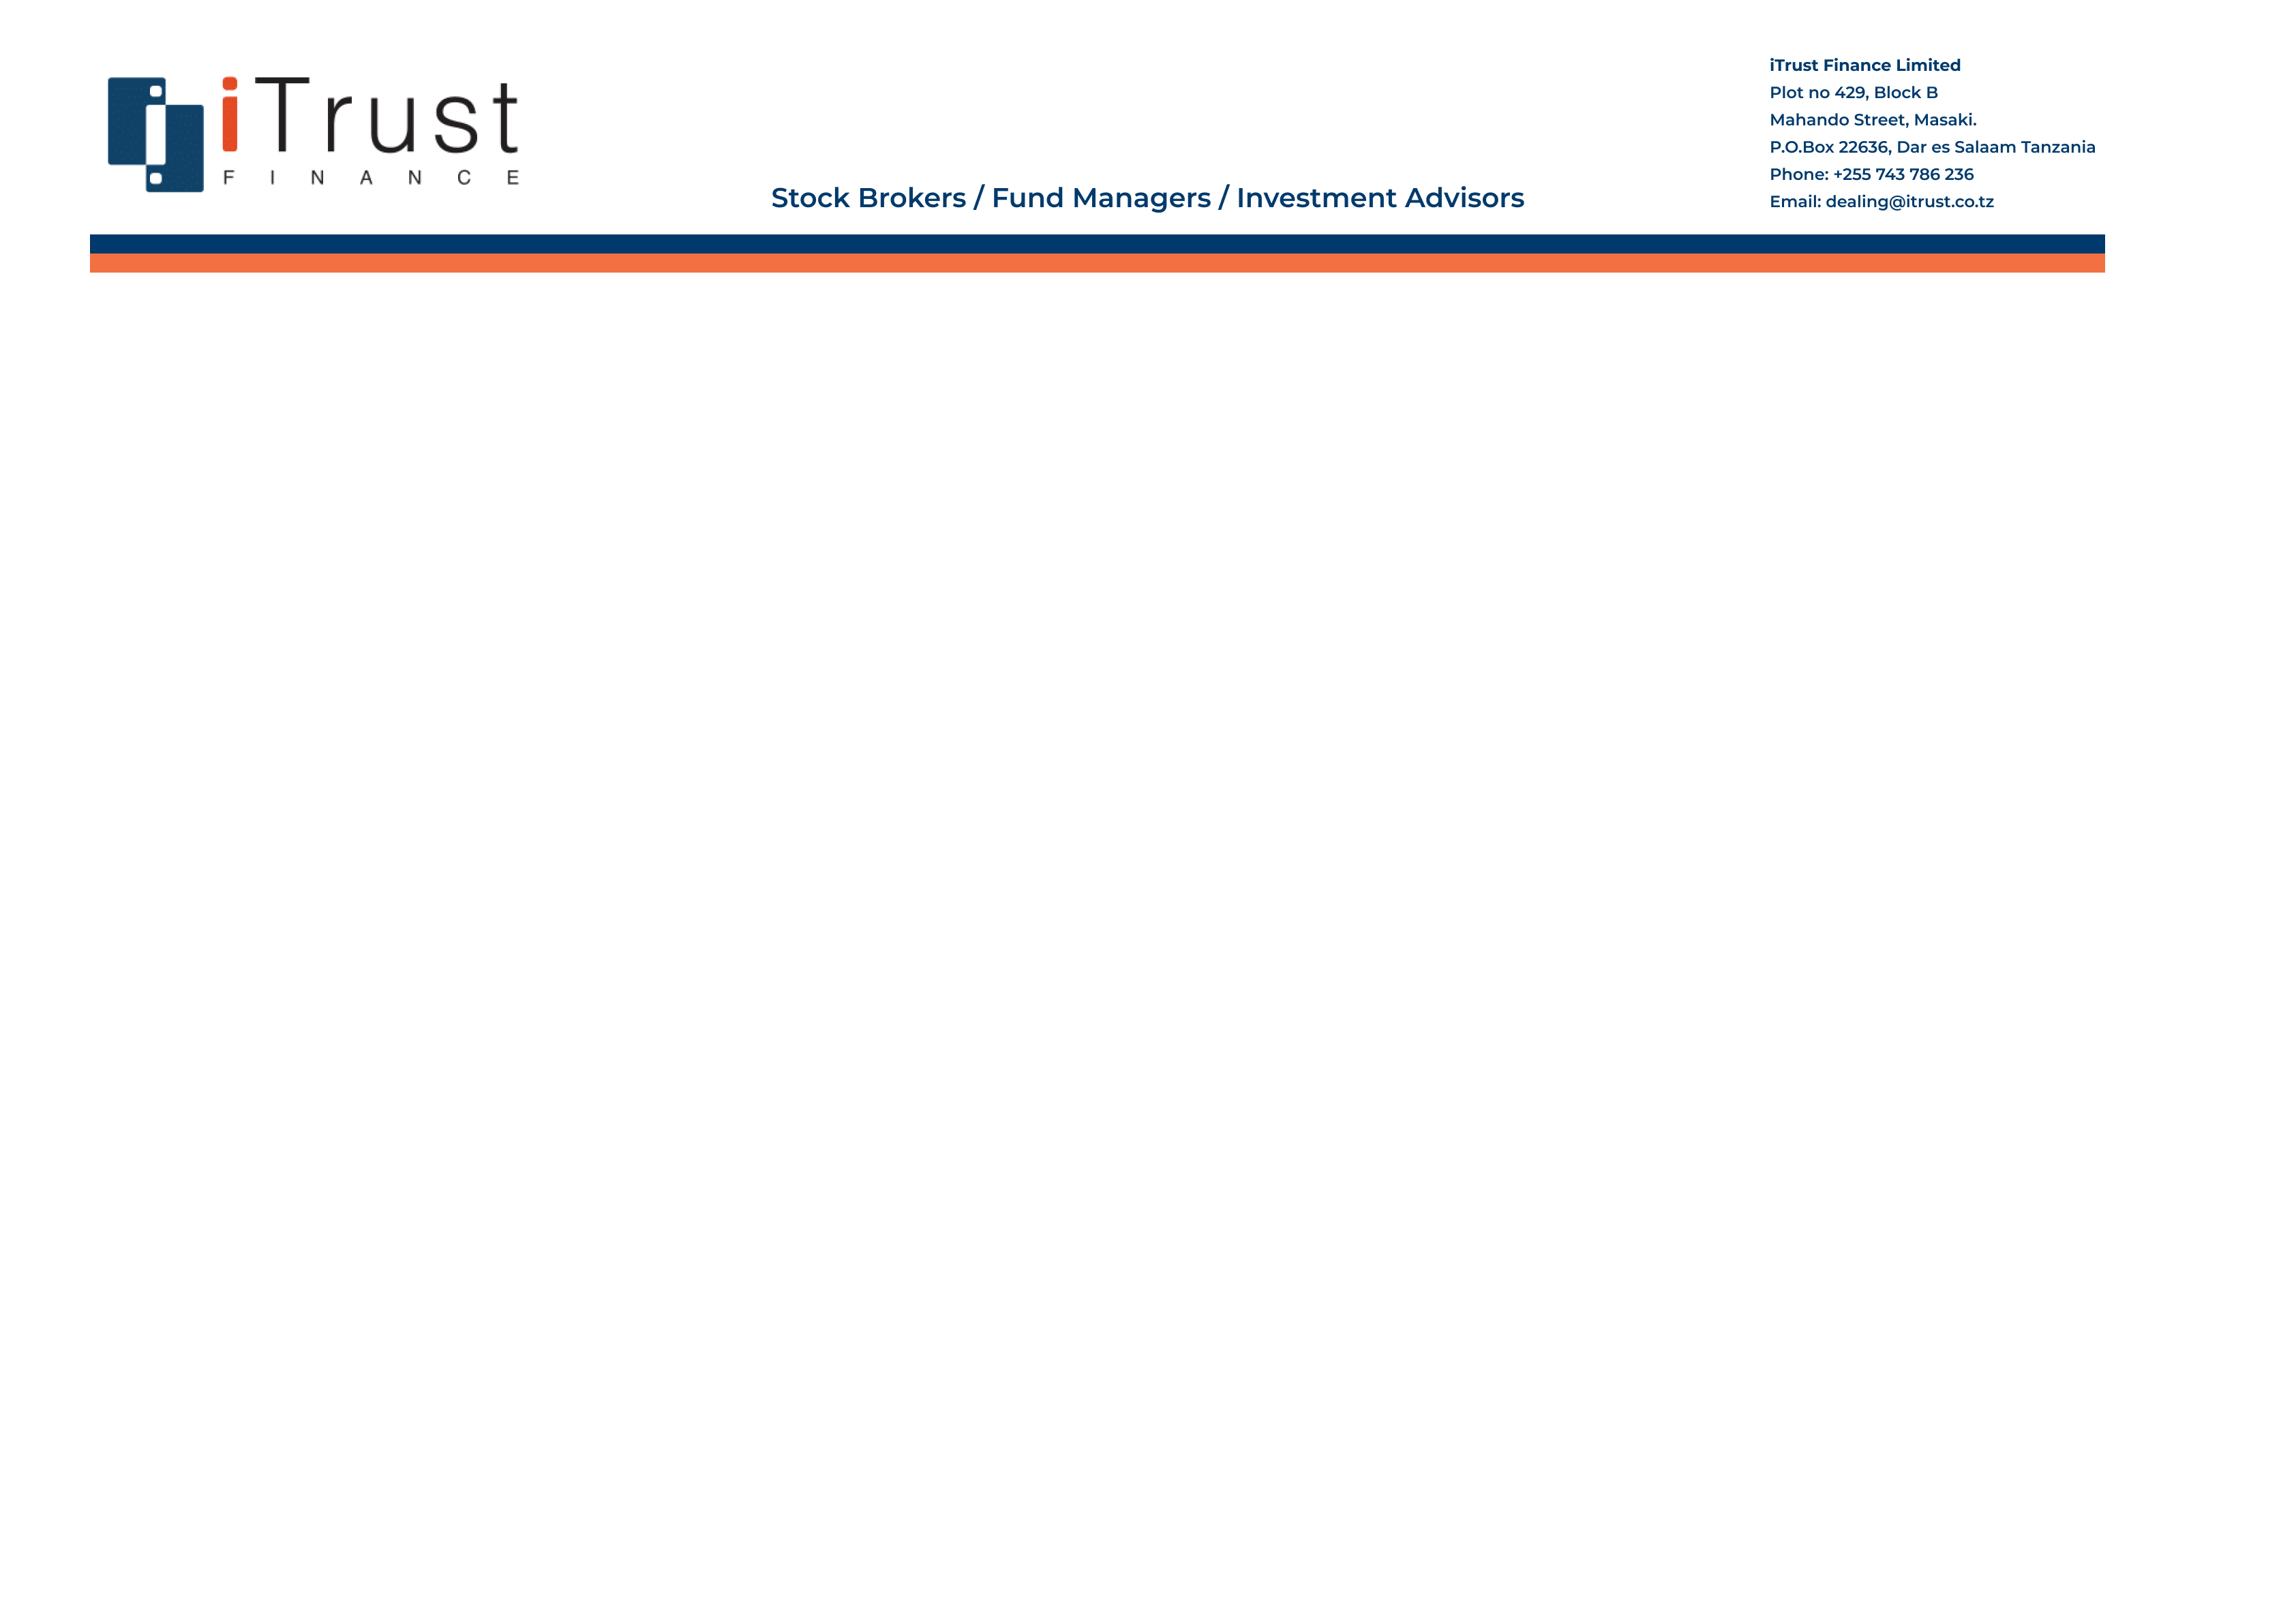 iTrust
FINANCE
Stock Brokers / Fund Managers / Investment Advisors
iTrust Finance Limited
Plot no 429, Block B
Mahando Street, Masaki.
P.O.Box 22636, Dar es Salaam Tanzania
Phone: +255 743 786 236
Email: dealing@itrust.co.tz